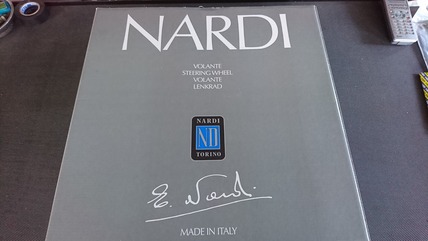 NARDI
VOLANTE
STEERING WHEEL
VOLANTE
LENKRAD
NARDI
ND
TORINO
E. Nardi.
MADE IN ITALY